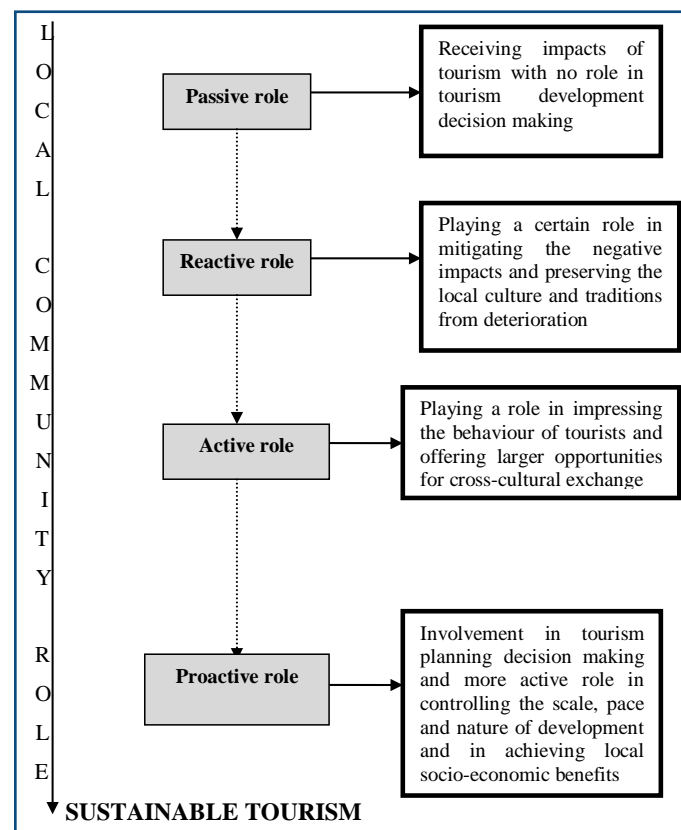 LOCAL COMMUNITY ROLE
Passive role
Receiving impacts of
tourism with no role in
tourism development
decision making
Reactive role
Playing a certain role in
mitigating the negative
impacts and preserving the
local culture and traditions
from deterioration
Active role
Playing a role in impressing
the behaviour of tourists and
offering larger opportunities
for cross-cultural exchange
Proactive role
Involvement in tourism
planning decision making
and more active role in
controlling the scale, pace
and nature of development
and in achieving local
socio-economic benefits
SUSTAINABLE TOURISM